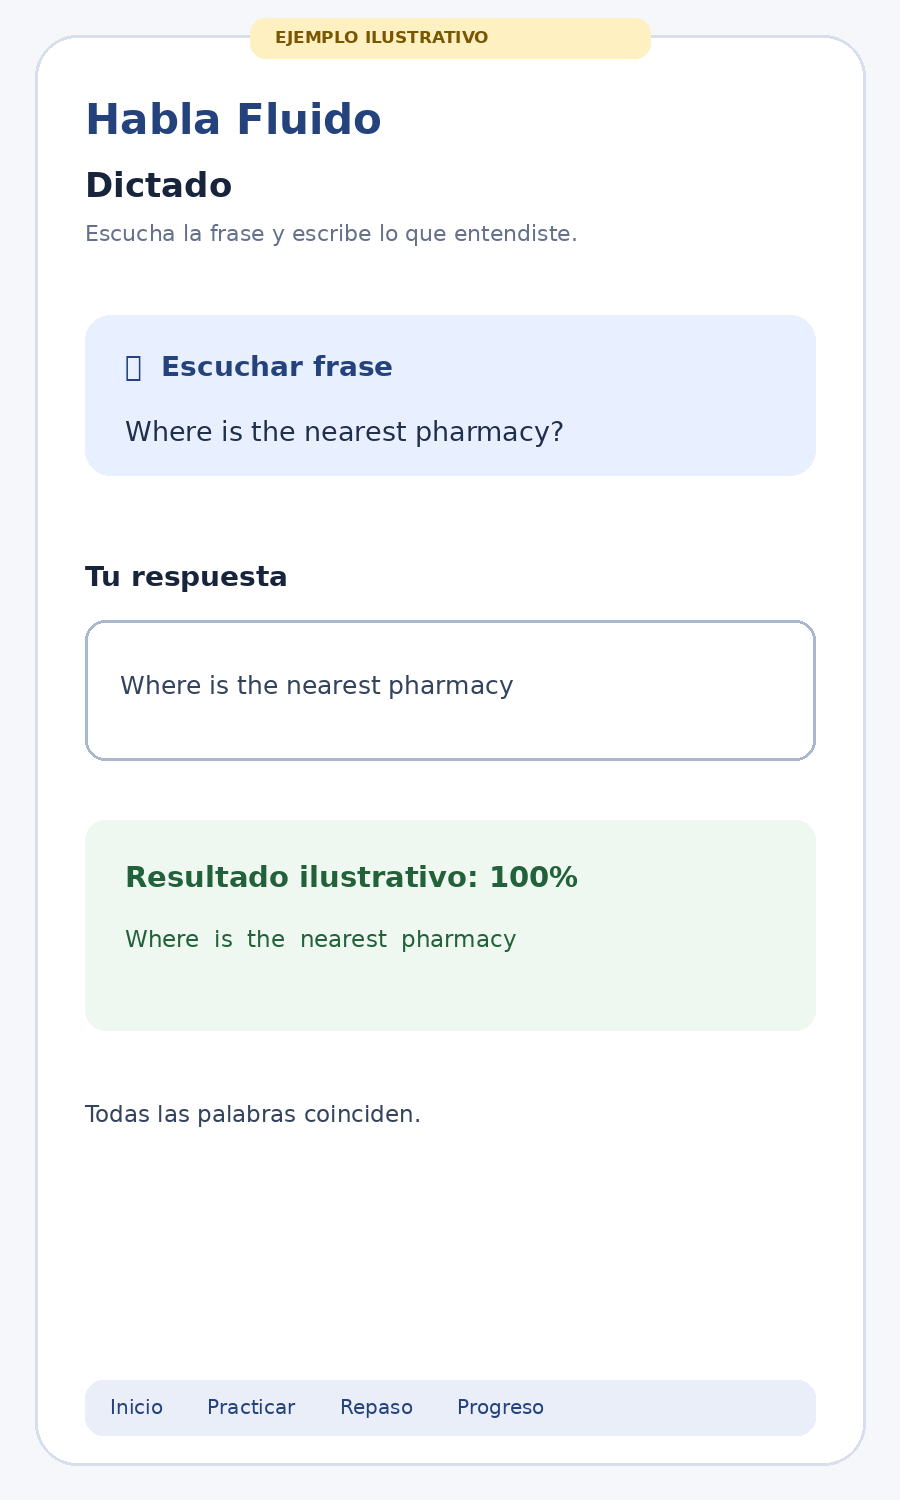 EJEMPLO ILUSTRATIVO
Habla Fluido
Dictado
Escucha la frase y escribe lo que entendiste.
Escuchar frase
Where is the nearest pharmacy?
Tu respuesta
Where is the nearest pharmacy
Resultado ilustrativo: 100%
Where is the nearest pharmacy
Todas las palabras coinciden.
Inicio Practicar Repaso Progreso